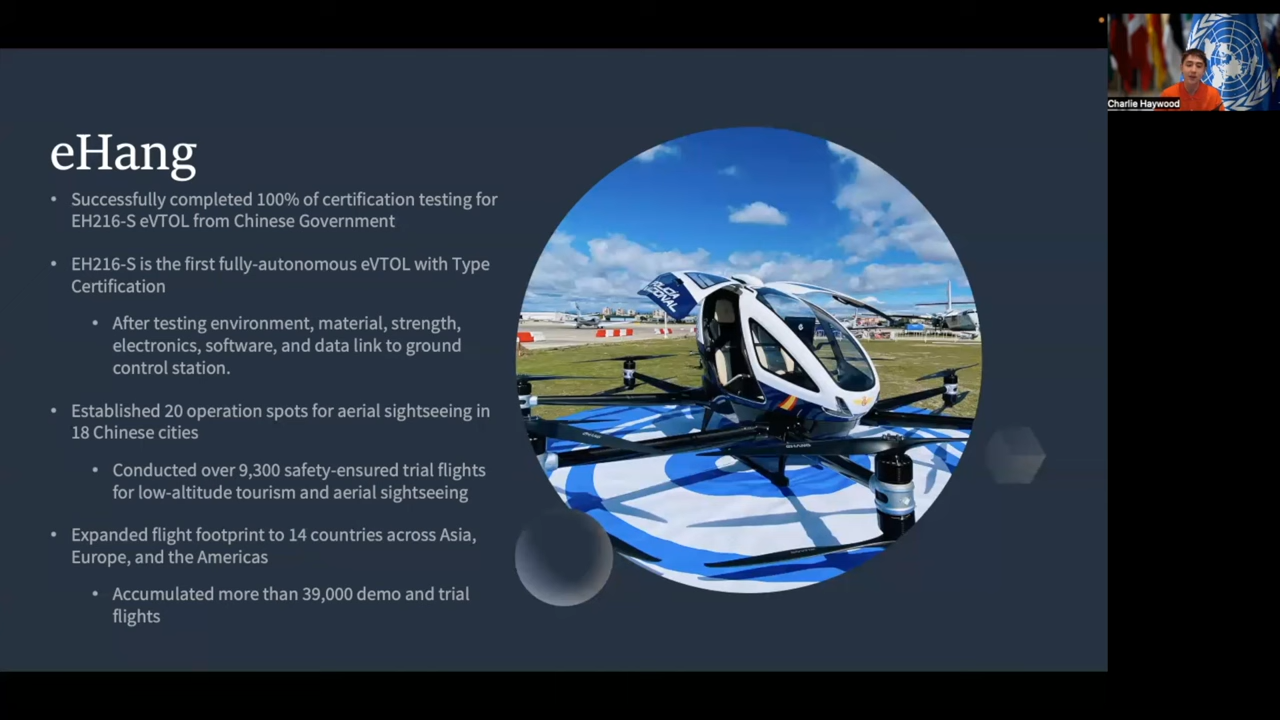 Charlie Haywood
eHang
• Successfully completed 100% of certification testing for
EH216-S eVTOL from Chinese Government
• EH216-S is the first fully-autonomous eVTOL with Type
Certification
• After testing environment, material, strength,
electronics, software, and data link to ground
control station.
• Established 20 operation spots for aerial sightseeing in
18 Chinese cities
• Conducted over 9,300 safety-ensured trial flights
for low-altitude tourism and aerial sightseeing
• Expanded flight footprint to 14 countries across Asia,
Europe, and the Americas
• Accumulated more than 39,000 demo and trial
flights